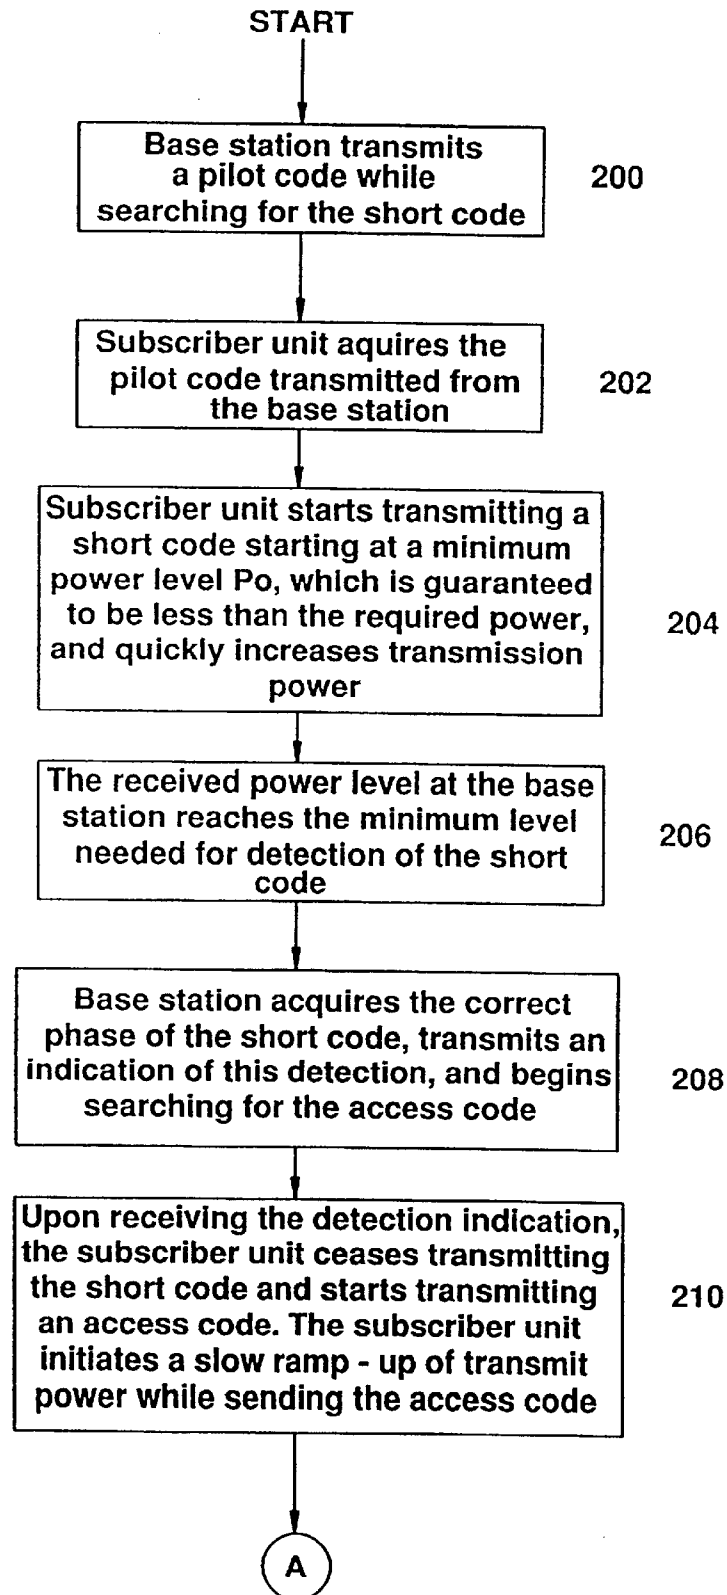 START
Base station transmits
a pilot code while
searching for the short code
200
Subscriber unit aquires the
pilot code transmitted from
the base station
202
Subscriber unit starts transmitting a
short code starting at a minimum
power level Po, which is guaranteed
to be less than the required power,
and quickly increases transmission
power
204
The received power level at the base
station reaches the minimum level
needed for detection of the short
code
206
Base station acquires the correct
phase of the short code, transmits an
indication of this detection, and begins
searching for the access code
208
Upon receiving the detection indication,
the subscriber unit ceases transmitting
the short code and starts transmitting
an access code. The subscriber unit
initiates a slow ramp - up of transmit
power while sending the access code
210
A